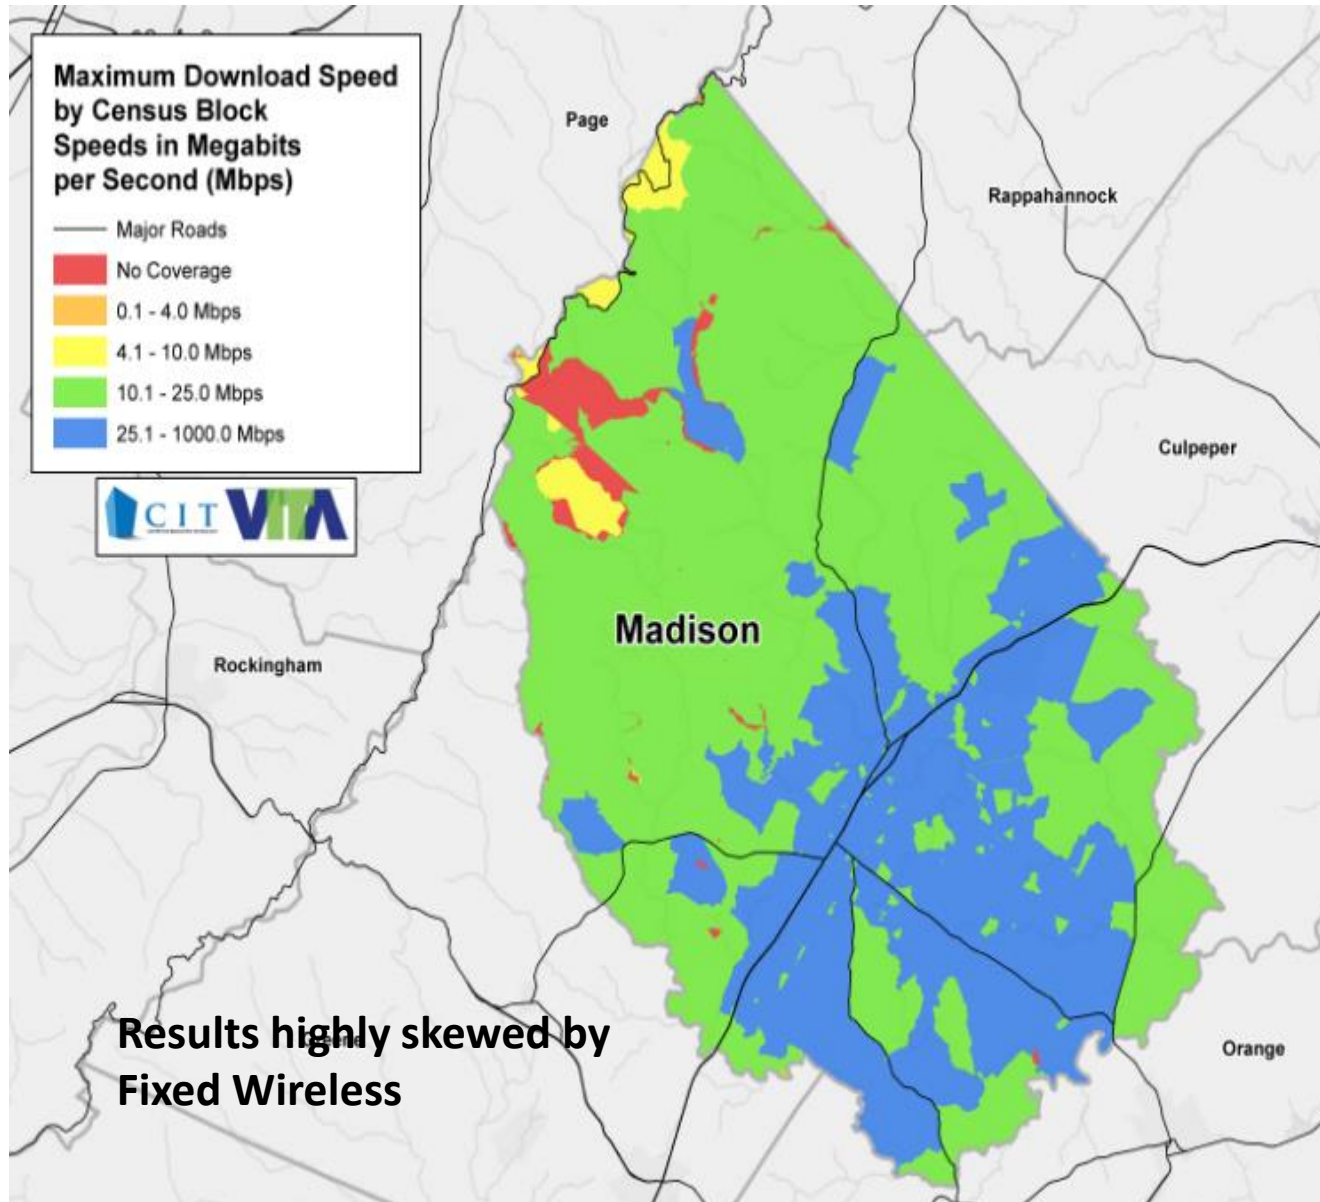 Maximum Download Speed
by Census Block
Speeds in Megabits
per Second (Mbps)
Major Roads
No Coverage
0.1 - 4.0 Mbps
4.1 - 10.0 Mbps
10.1 - 25.0 Mbps
25.1 - 1000.0 Mbps
CIT VITA
Page
Rappahannock
Culpeper
Madison
Rockingham
Results highly skewed by
Fixed Wireless
Greene
Orange